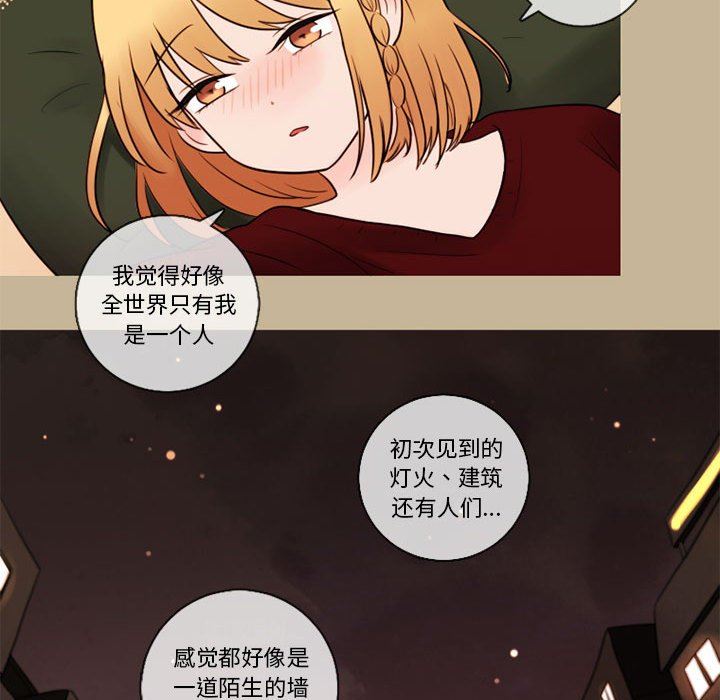 我觉得好像
全世界只有我
是一个人
初次见到的
灯火、建筑
还有人们...
感觉都好像是
一道陌生的墙